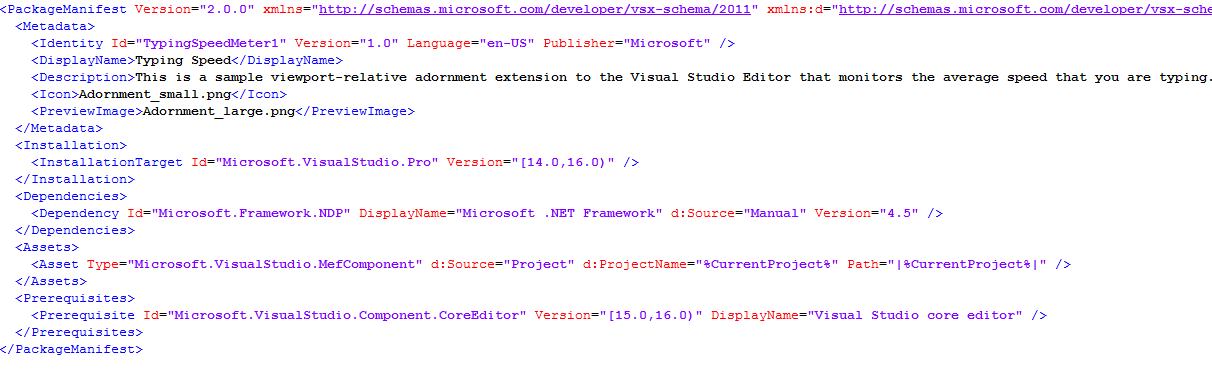 <PackageManifest Version="2.0.0" xmlns="http://schemas.microsoft.com/developer/vsx-schema/2011" xmlns:d="http://schemas.microsoft.com/developer/vsx-sche
<Metadata>
<Identity Id="TypingSpeedMeter1" Version="1.0" Language="en-US" Publisher="Microsoft" />
<DisplayName>Typing Speed</DisplayName>
<Description>This is a sample viewport-relative adornment extension to the Visual Studio Editor that monitors the average speed that you are typing.
<Icon>Adornment_small.png</Icon>
<PreviewImage>Adornment_large.png</PreviewImage>
</Metadata>
<Installation>
<InstallationTarget Id="Microsoft.VisualStudio.Pro" Version="[14.0,16.0)" />
</Installation>
<Dependencies>
<Dependency Id="Microsoft.Framework.NDP" DisplayName="Microsoft .NET Framework" d:Source="Manual" Version="4.5" />
</Dependencies>
<Assets>
<Asset Type="Microsoft.VisualStudio.MefComponent" d:Source="Project" d:ProjectName="%CurrentProject%" Path="|%CurrentProject%|" />
</Assets>
<Prerequisites>
<Prerequisite Id="Microsoft.VisualStudio.Component.CoreEditor" Version="[15.0,16.0)" DisplayName="Visual Studio core editor" />
</Prerequisites>
</PackageManifest>